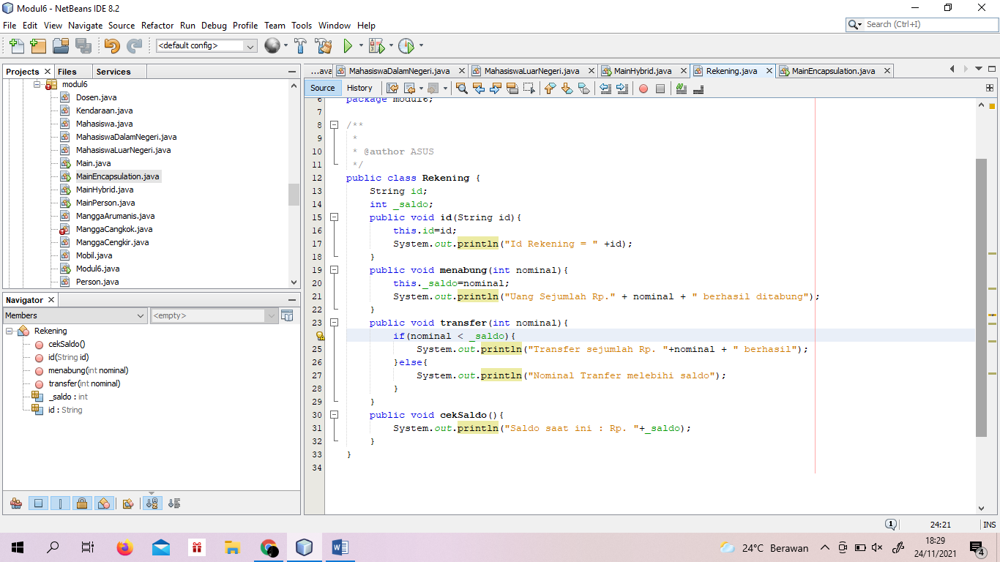 Modul6 - NetBeans IDE 8.2
File Edit View Navigate Source Refactor Run Debug Profile Team Tools Window Help
Search (Ctrl+I)
<default config>
Projects Files Services
modul6
Dosen.java
Kendaraan.java
Mahasiswa.java
MahasiswaDalamNegeri.java
MahasiswaLuarNegeri.java
Main.java
MainEncapsulation.java
MainHybrid.java
MainPerson.java
ManggaArumanis.java
ManggaCangkok.java
ManggaCengkir.java
Mobil.java
Modul6.java
Person.java
Navigator
Members <empty>
Rekening
cekSaldo()
id(String id)
menabung(int nominal)
transfer(int nominal)
_saldo : int
id : String
...ava MahasiswaDalamNegeri.java MahasiswaLuarNegeri.java MainHybrid.java Rekening.java MainEncapsulation.java
Source History
6 package modul6;
7
8 /**
9 *
10 * @author ASUS
11 */
12 public class Rekening {
13 String id;
14 int _saldo;
15 public void id(String id){
16 this.id=id;
17 System.out.println("Id Rekening = " +id);
18 }
19 public void menabung(int nominal){
20 this._saldo=nominal;
21 System.out.println("Uang Sejumlah Rp." + nominal + " berhasil ditabung");
22 }
23 public void transfer(int nominal){
if(nominal < _saldo){
25 System.out.println("Transfer sejumlah Rp. "+nominal + " berhasil");
26 }else{
27 System.out.println("Nominal Tranfer melebihi saldo");
28 }
29 }
30 public void cekSaldo(){
31 System.out.println("Saldo saat ini : Rp. "+_saldo);
32 }
33 }
34
1 24:21 INS
24°C Berawan
18:29
24/11/2021
4